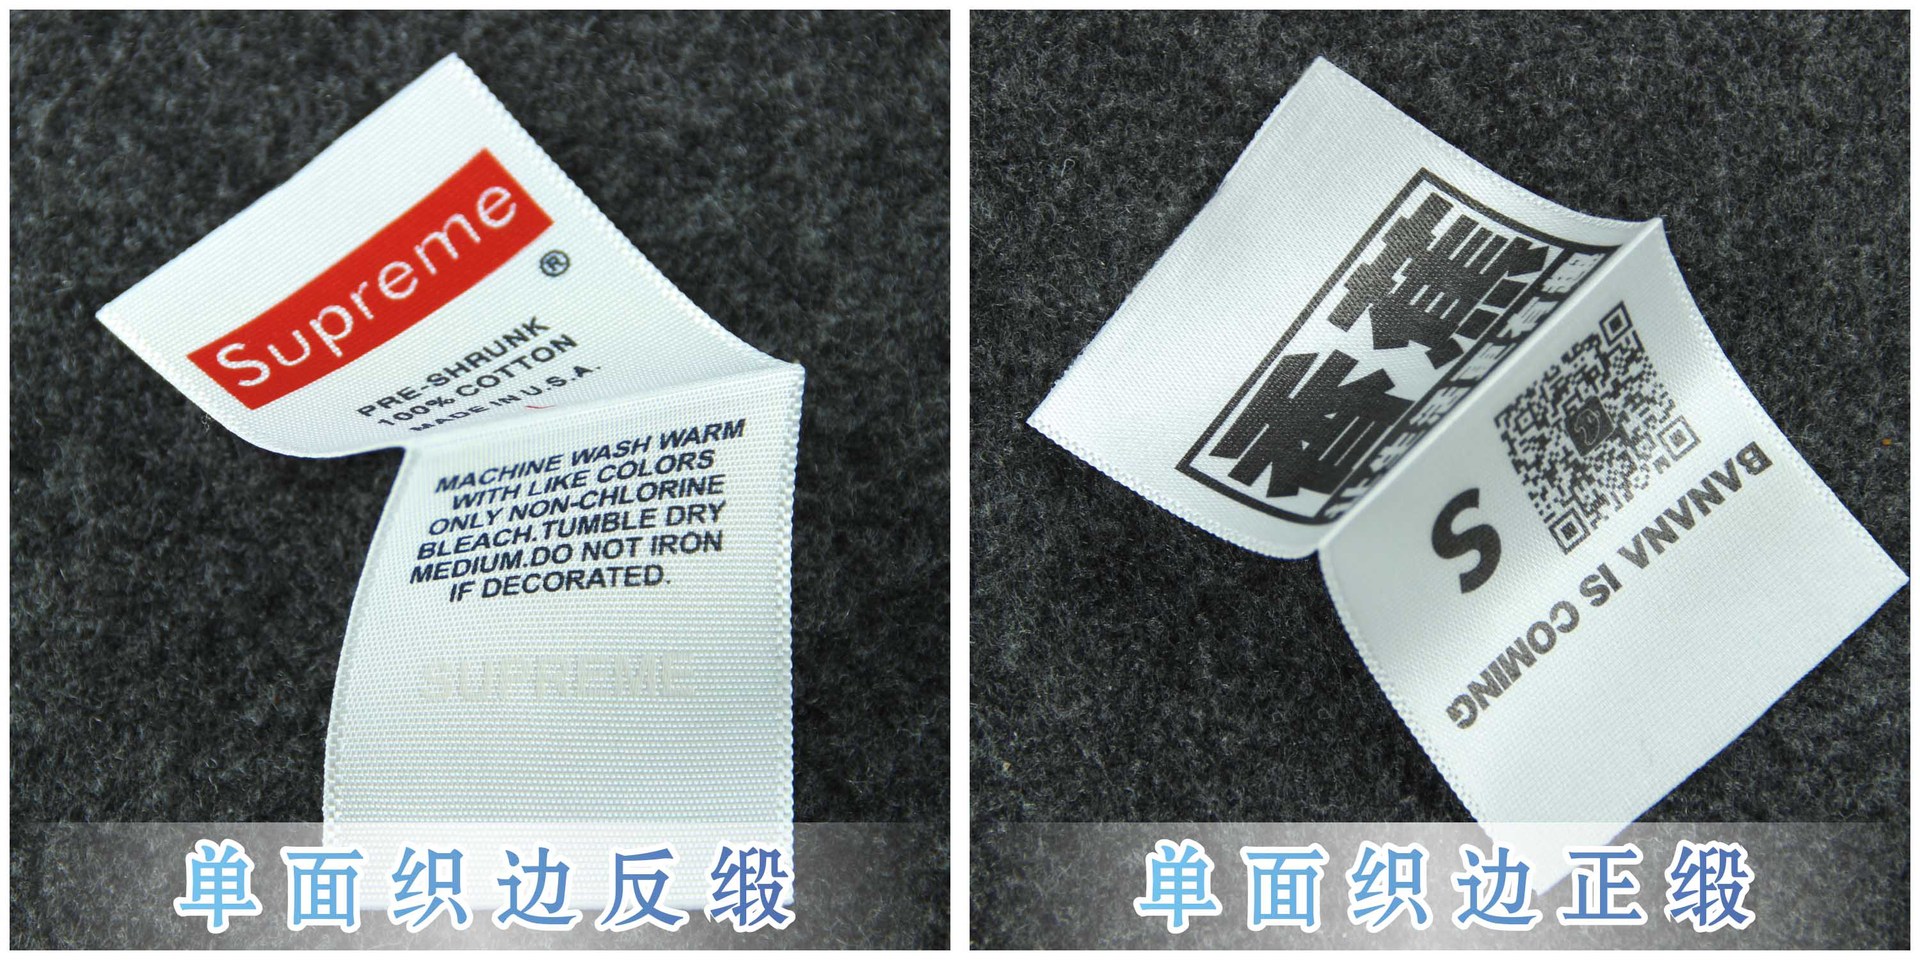 Supreme
®
PRE-SHRUNK
100% COTTON
MADE IN U.S.A.
MACHINE WASH WARM
WITH LIKE COLORS
ONLY NON-CHLORINE
BLEACH.TUMBLE DRY
MEDIUM.DO NOT IRON
IF DECORATED.
SUPREME
单面织边反缎
香蕉
S
BANANA IS COMING
单面织边正缎